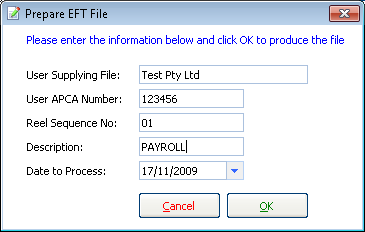 Prepare EFT File
Please enter the information below and click OK to produce the file
User Supplying File: Test Pty Ltd
User APCA Number: 123456
Reel Sequence No: 01
Description: PAYROLL
Date to Process: 17/11/2009
Cancel OK